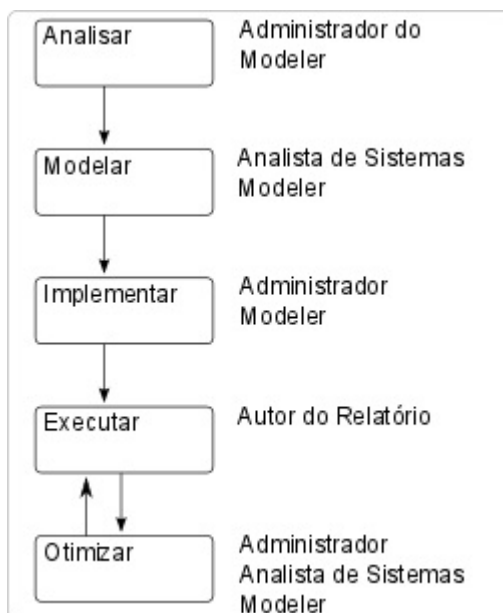 Analisar
Administrador do
Modeler
Modelar
Analista de Sistemas
Modeler
Implementar
Administrador
Modeler
Executar
Autor do Relatório
Otimizar
Administrador
Analista de Sistemas
Modeler